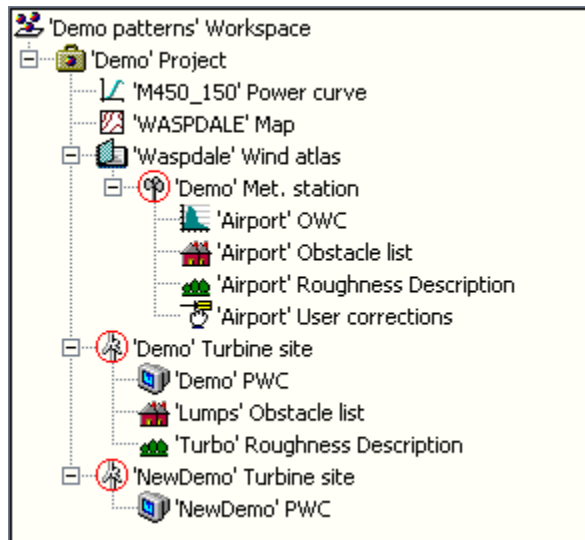 'Demo patterns' Workspace
'Demo' Project
'M450_150' Power curve
'WASPDALE' Map
'Waspdale' Wind atlas
'Demo' Met. station
'Airport' OWC
'Airport' Obstacle list
'Airport' Roughness Description
'Airport' User corrections
'Demo' Turbine site
'Demo' PWC
'Lumps' Obstacle list
'Turbo' Roughness Description
'NewDemo' Turbine site
'NewDemo' PWC